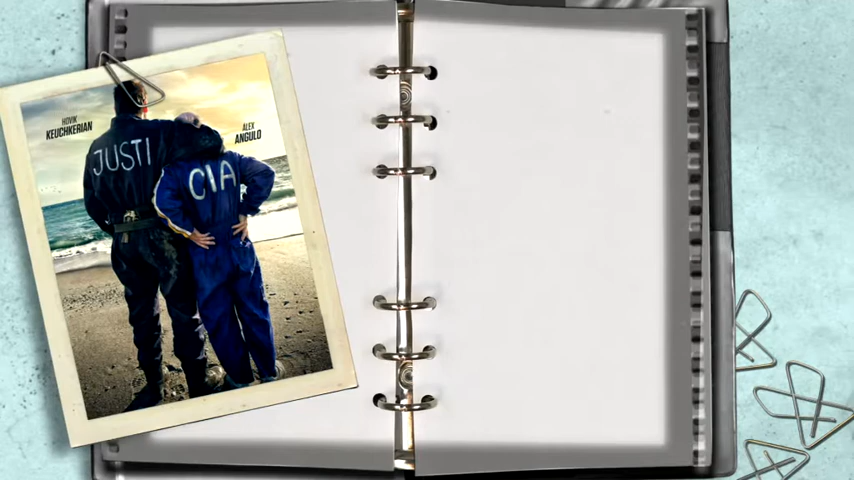 HOVIK
KEUCHKERIAN
ALEX
ANGULO
JUSTI
CIA